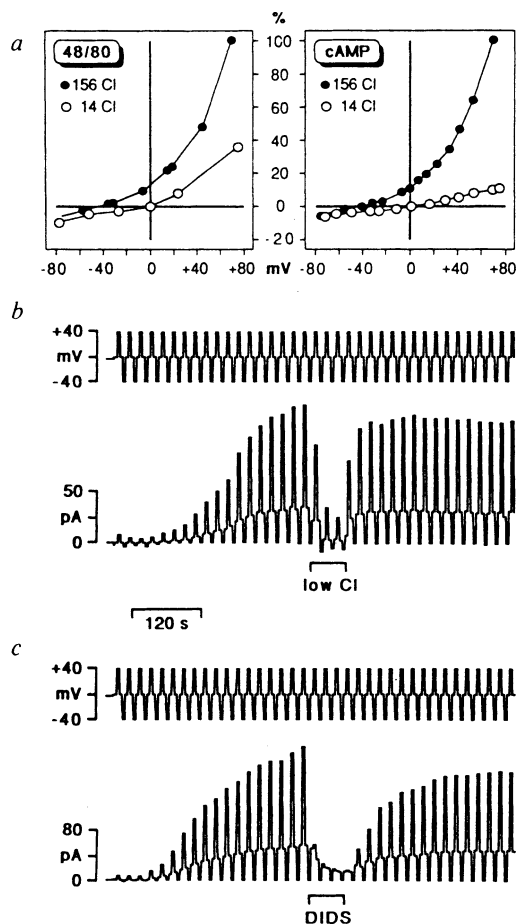 a
%
48/80
● 156 Cl
○ 14 Cl
cAMP
● 156 Cl
○ 14 Cl
100
80
60
40
20
0
-20
-80 -40 0 +40 +80
mV
-80 -40 0 +40 +80
b
+40
mV
-40
50
pA
0
low Cl
120 s
c
+40
mV
-40
80
pA
0
DIDS